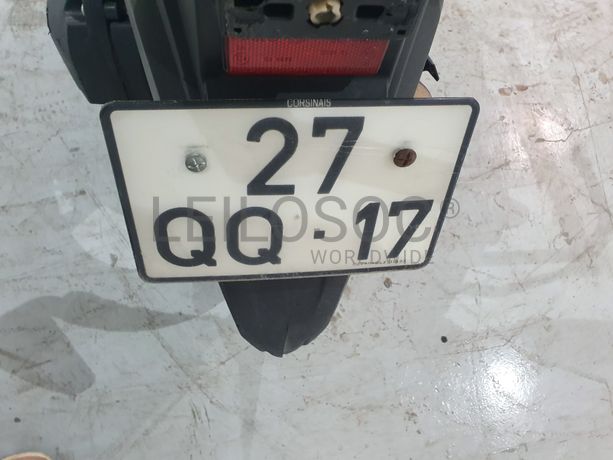 CORSINAIS
27
QQ-17
LEILOSOC®
WORLDWIDE